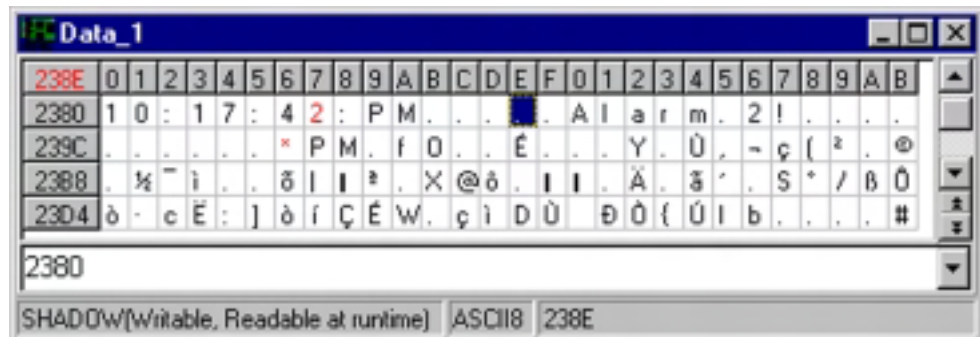 Data_1
238E 0 1 2 3 4 5 6 7 8 9 A B C D E F 0 1 2 3 4 5 6 7 8 9 A B
2380 1 0 : 1 7 : 4 2 : P M . . . . . A l a r m . 2 ! . . . .
239C . . . . . . × P M . f 0 . . É . . . Y . Ù , ¬ ç ( ² . ©
23B8 . ½ ¯ ì . . õ | ª . X @ ô . Ä . ã ´ . S ° / ß Ô
23D4 ò · c Ë : ] ò í Ç É W . ç ì D Ù Ð Ò { Ú l b . . . . #
2380
SHADOW(Writable, Readable at runtime) ASCII8 238E